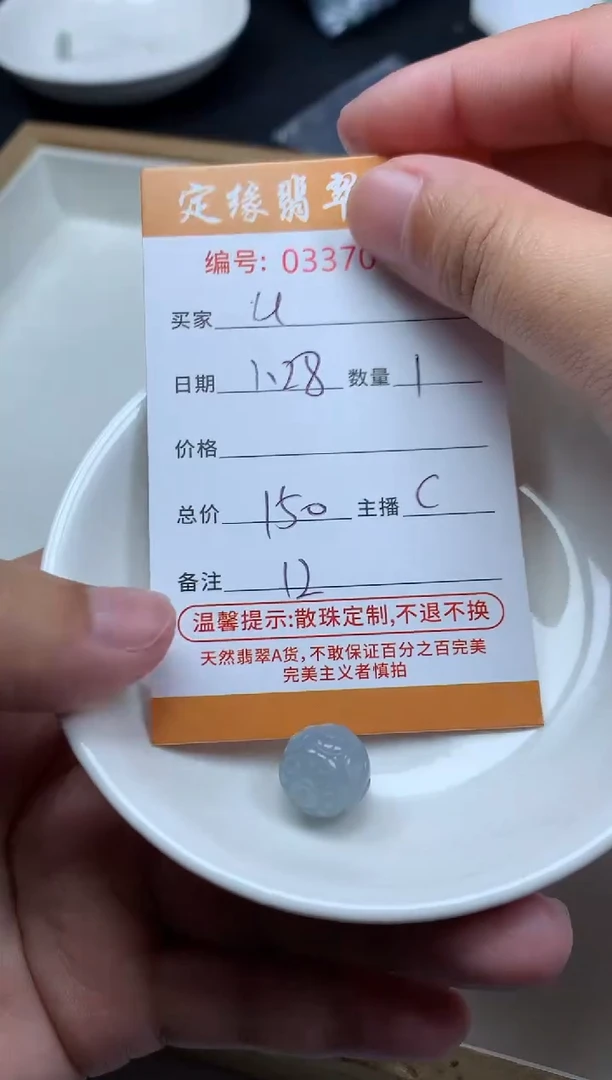 定缘翡翠
编号: 03370
买家 U
日期 1.28 数量 1
价格
总价 150 主播 C
备注 12
温馨提示:散珠定制,不退不换
天然翡翠A货,不敢保证百分之百完美
完美主义者慎拍